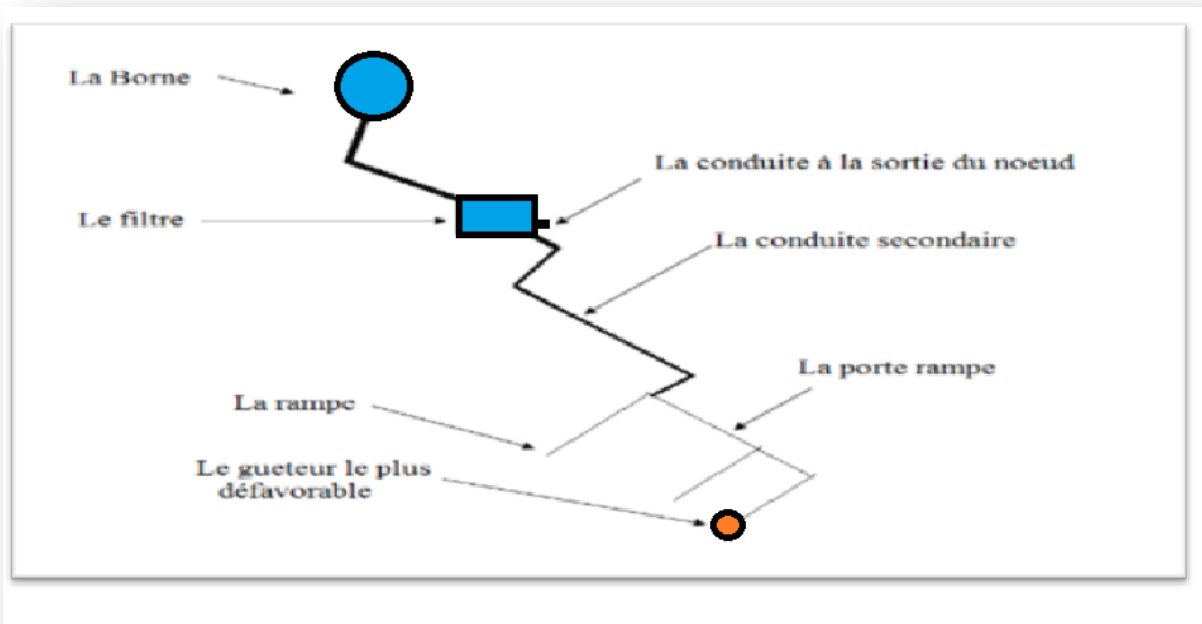 La Borne
La conduite à la sortie du noeud
Le filtre
La conduite secondaire
La porte rampe
La rampe
Le gueteur le plus
défavorable